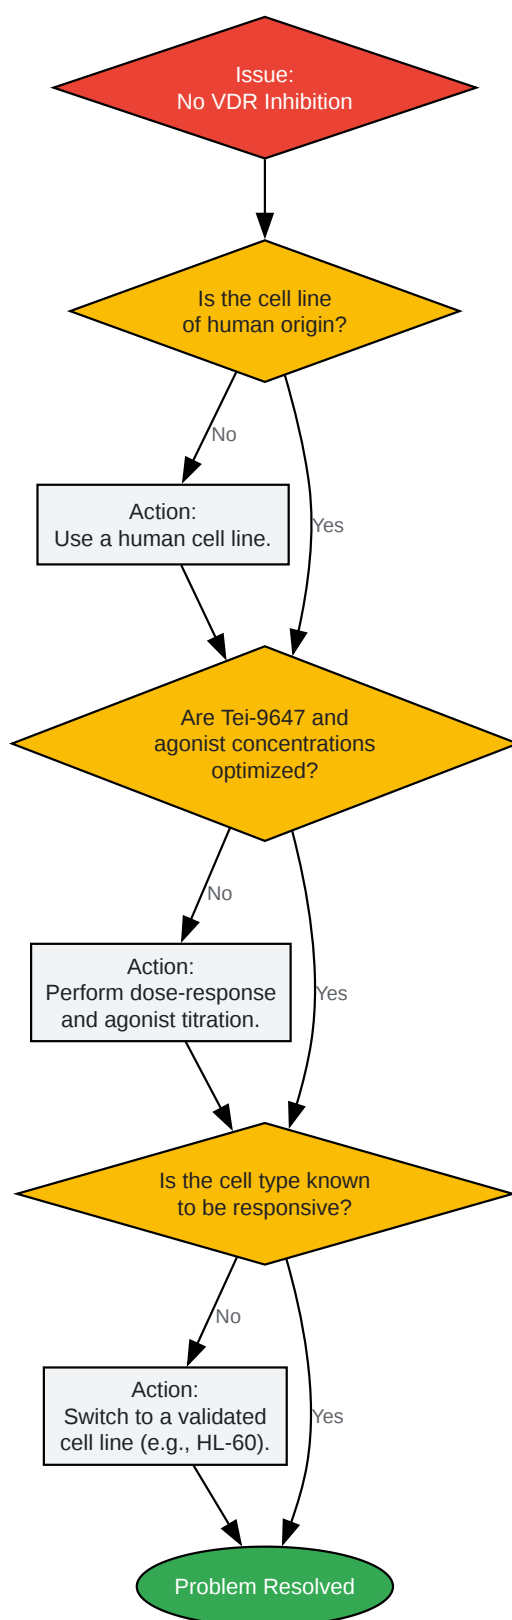 Issue:
No VDR Inhibition
Is the cell line
of human origin?
No
Yes
Action:
Use a human cell line.
Are Tei-9647 and
agonist concentrations
optimized?
No
Yes
Action:
Perform dose-response
and agonist titration.
Is the cell type known
to be responsive?
No
Yes
Action:
Switch to a validated
cell line (e.g., HL-60).
Problem Resolved